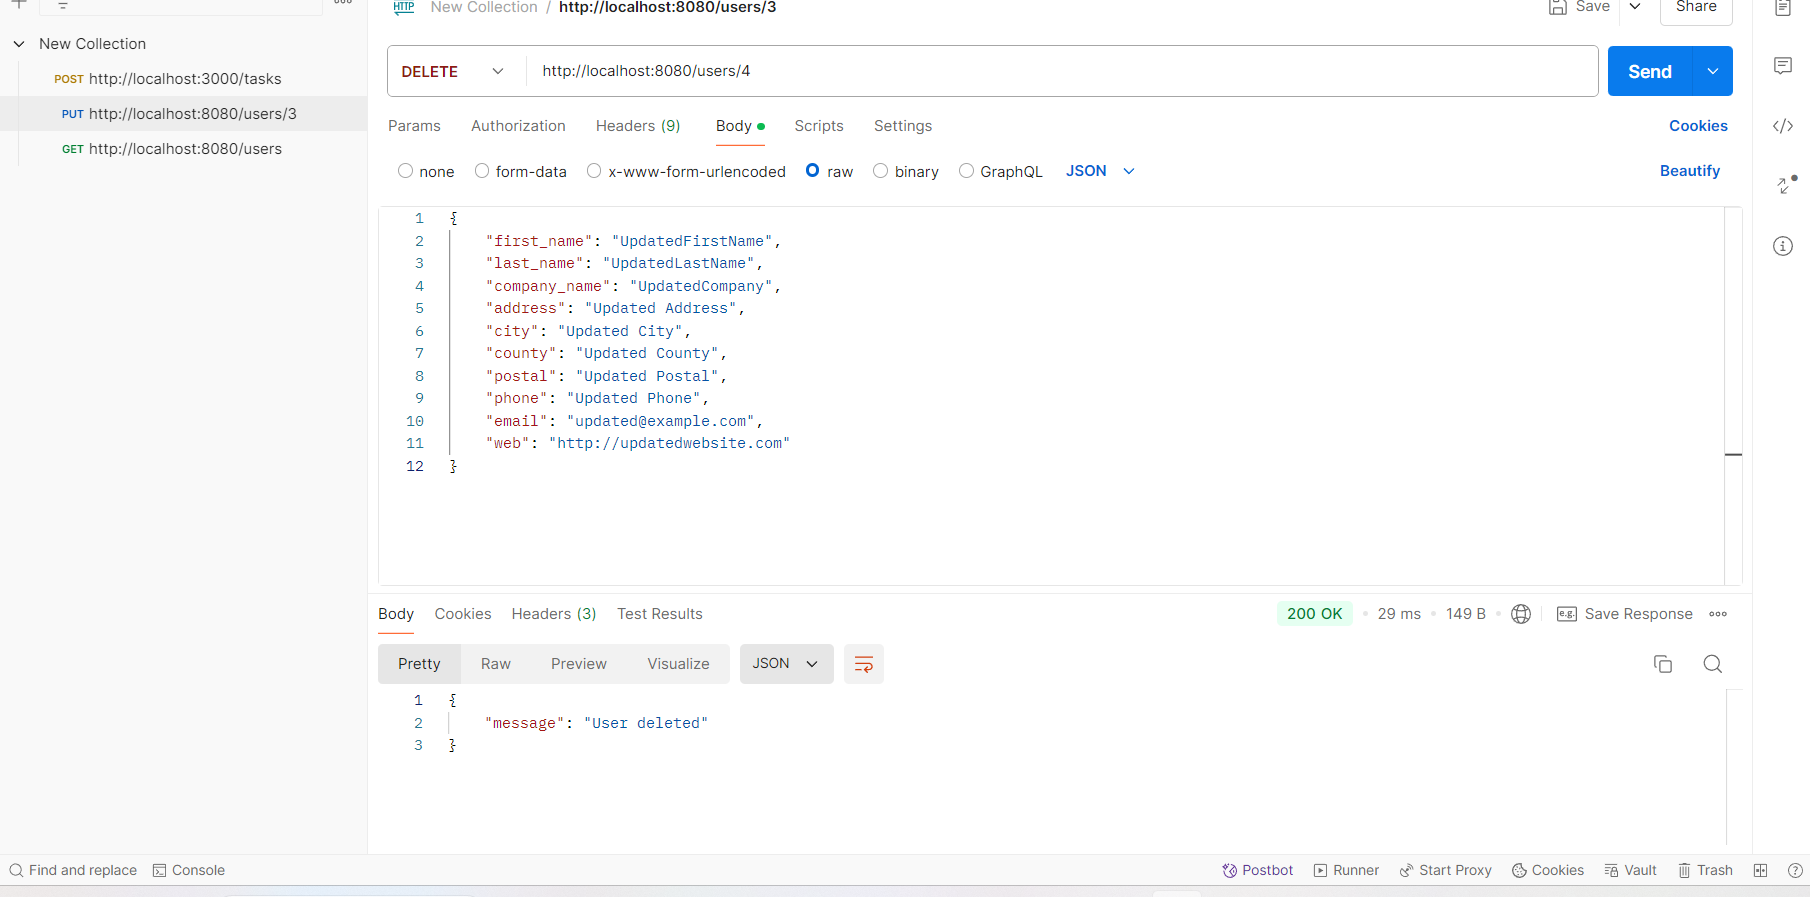 HTTP New Collection / http://localhost:8080/users/3 Save Share
New Collection
POST http://localhost:3000/tasks
PUT http://localhost:8080/users/3
GET http://localhost:8080/users
DELETE http://localhost:8080/users/4 Send
Params Authorization Headers (9) Body Scripts Settings Cookies
none form-data x-www-form-urlencoded raw binary GraphQL JSON Beautify
1 {
2 "first_name": "UpdatedFirstName",
3 "last_name": "UpdatedLastName",
4 "company_name": "UpdatedCompany",
5 "address": "Updated Address",
6 "city": "Updated City",
7 "county": "Updated County",
8 "postal": "Updated Postal",
9 "phone": "Updated Phone",
10 "email": "updated@example.com",
11 "web": "http://updatedwebsite.com"
12 }
Body Cookies Headers (3) Test Results 200 OK 29 ms 149 B e.g. Save Response
Pretty Raw Preview Visualize JSON
1 {
2 "message": "User deleted"
3 }
Find and replace Console Postbot Runner Start Proxy Cookies Vault Trash